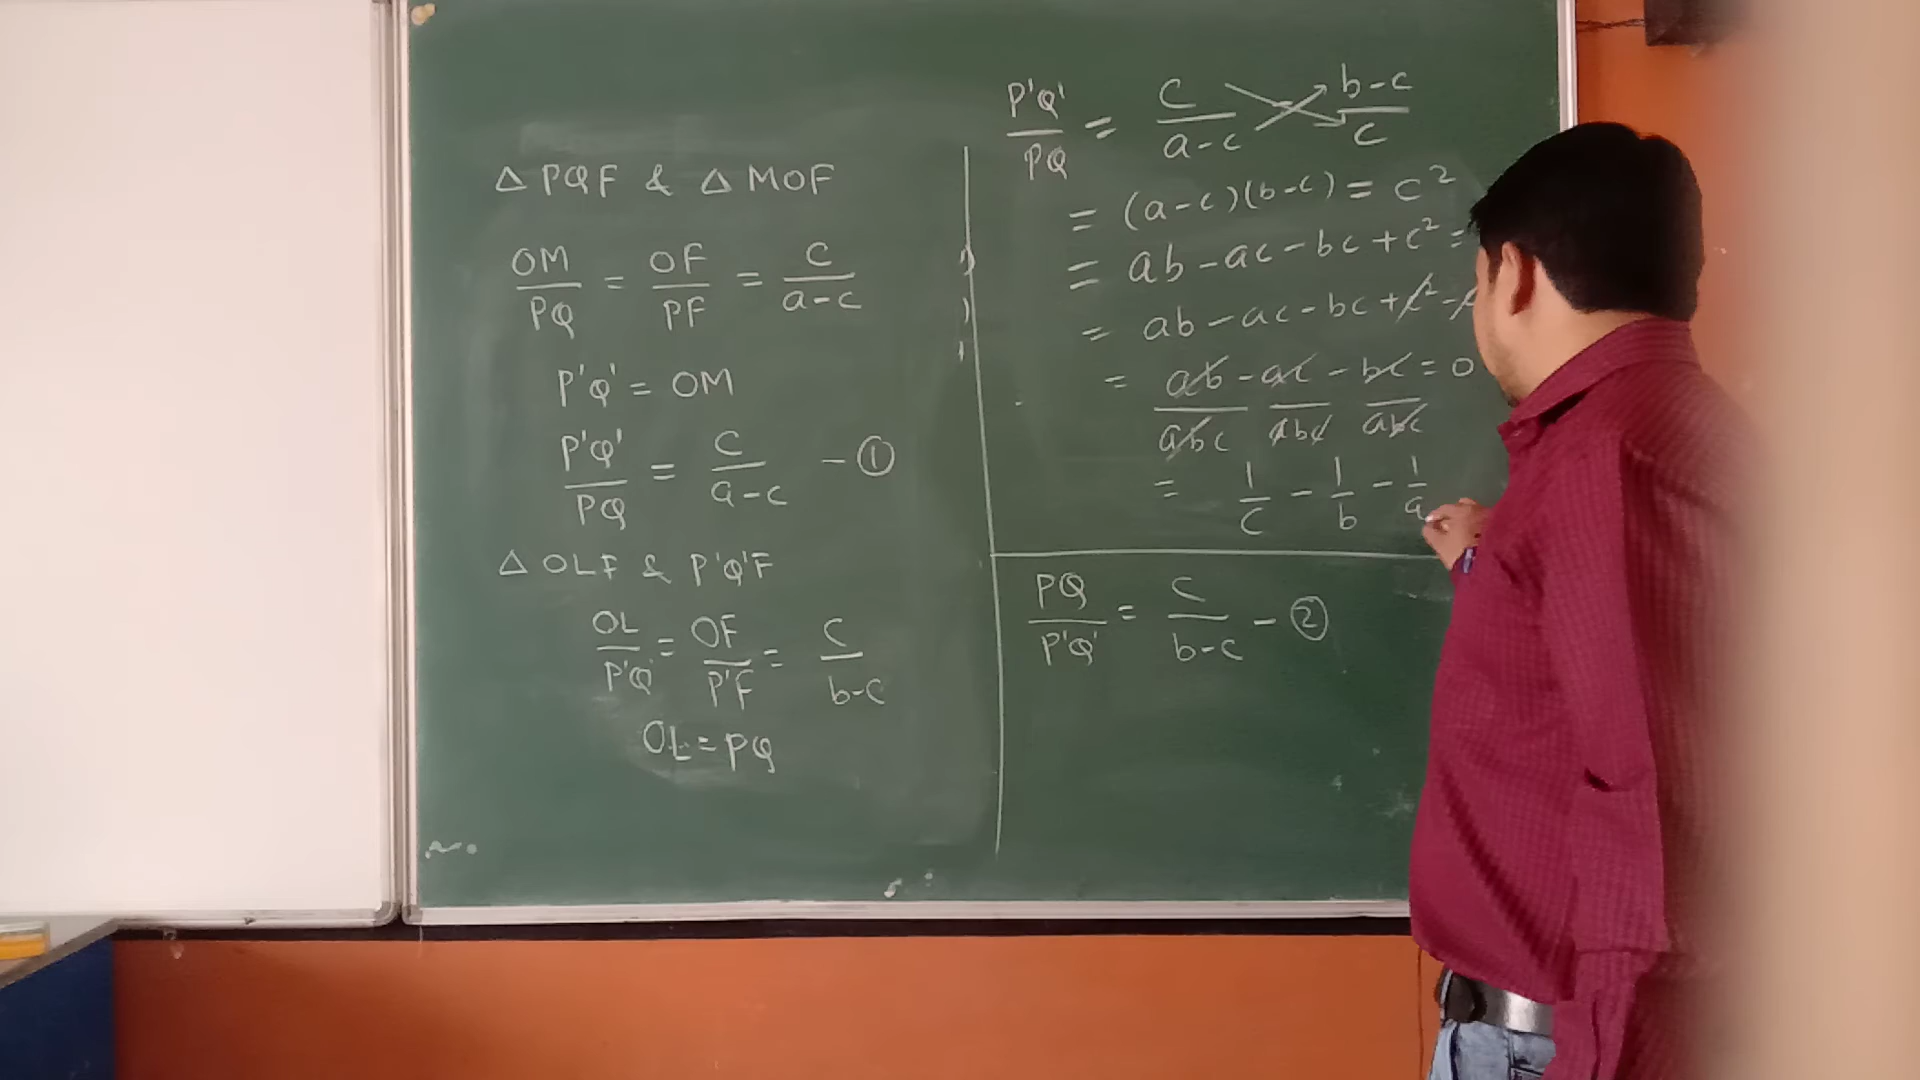 △ PQF & △ MOF
OM/PQ = OF/PF = c/a-c
P'Q' = OM
P'Q'/PQ = c/a-c - ①
△ OLF & P'Q'F
OL/P'Q' = OF/P'F = c/b-c
OL = PQ
P'Q'/PQ = c/a-c b-c/c
= (a-c)(b-c) = c²
= ab-ac-bc+c² =
= ab-ac-bc+c²-
= ab/abc - ac/abc - bc/abc = 0
= 1/c - 1/b - 1/a
PQ/P'Q' = c/b-c - ②